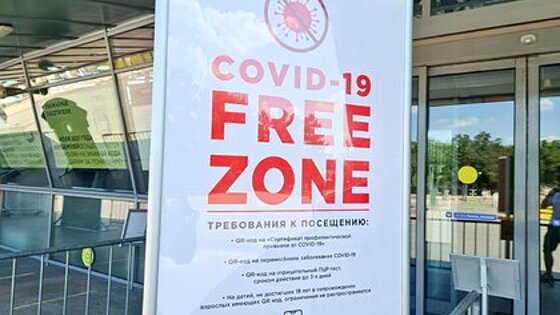 COVID-19
FREE
ZONE
ТРЕБОВАНИЯ К ПОСЕЩЕНИЮ:
• QR-код на «Сертификат профилактической
прививки от COVID-19»
• QR-код на перенесённое заболевание COVID-19
• QR-код на отрицательный ПЦР-тест,
сроком действия до 3-х дней
• На детей, не достигших 18 лет в сопровождении
взрослых имеющих QR код, ограничения не распространяются